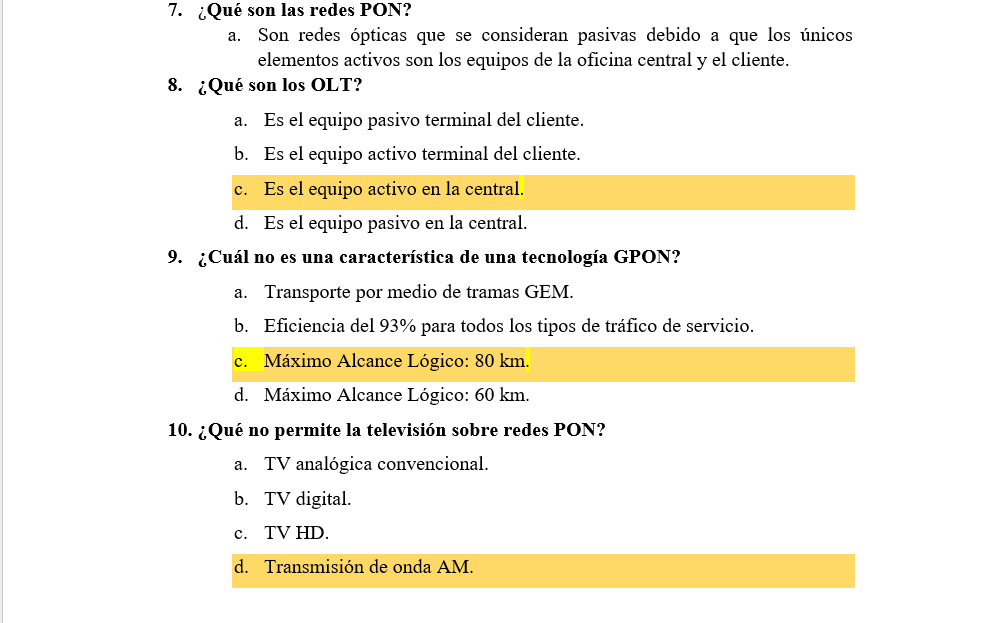 7. ¿Qué son las redes PON?
a. Son redes ópticas que se consideran pasivas debido a que los únicos
elementos activos son los equipos de la oficina central y el cliente.
8. ¿Qué son los OLT?
a. Es el equipo pasivo terminal del cliente.
b. Es el equipo activo terminal del cliente.
c. Es el equipo activo en la central.
d. Es el equipo pasivo en la central.
9. ¿Cuál no es una característica de una tecnología GPON?
a. Transporte por medio de tramas GEM.
b. Eficiencia del 93% para todos los tipos de tráfico de servicio.
c. Máximo Alcance Lógico: 80 km.
d. Máximo Alcance Lógico: 60 km.
10. ¿Qué no permite la televisión sobre redes PON?
a. TV analógica convencional.
b. TV digital.
c. TV HD.
d. Transmisión de onda AM.